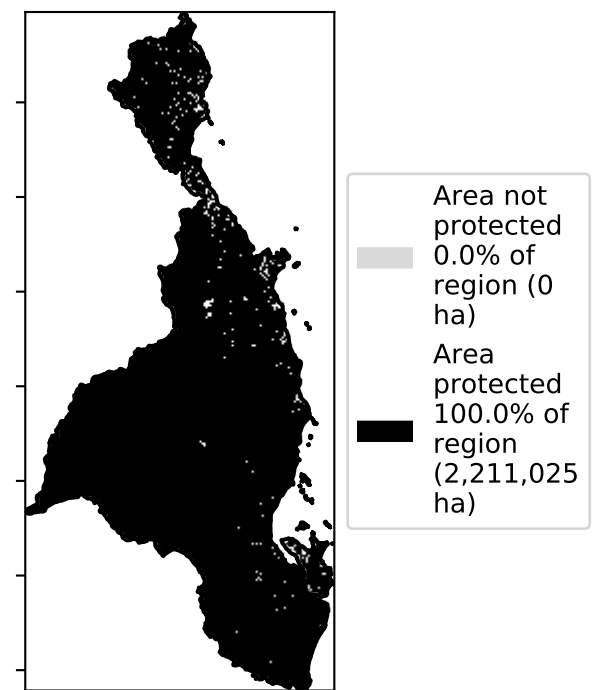 Area not
protected
0.0% of
region (0
ha)
Area
protected
100.0% of
region
(2,211,025
ha)